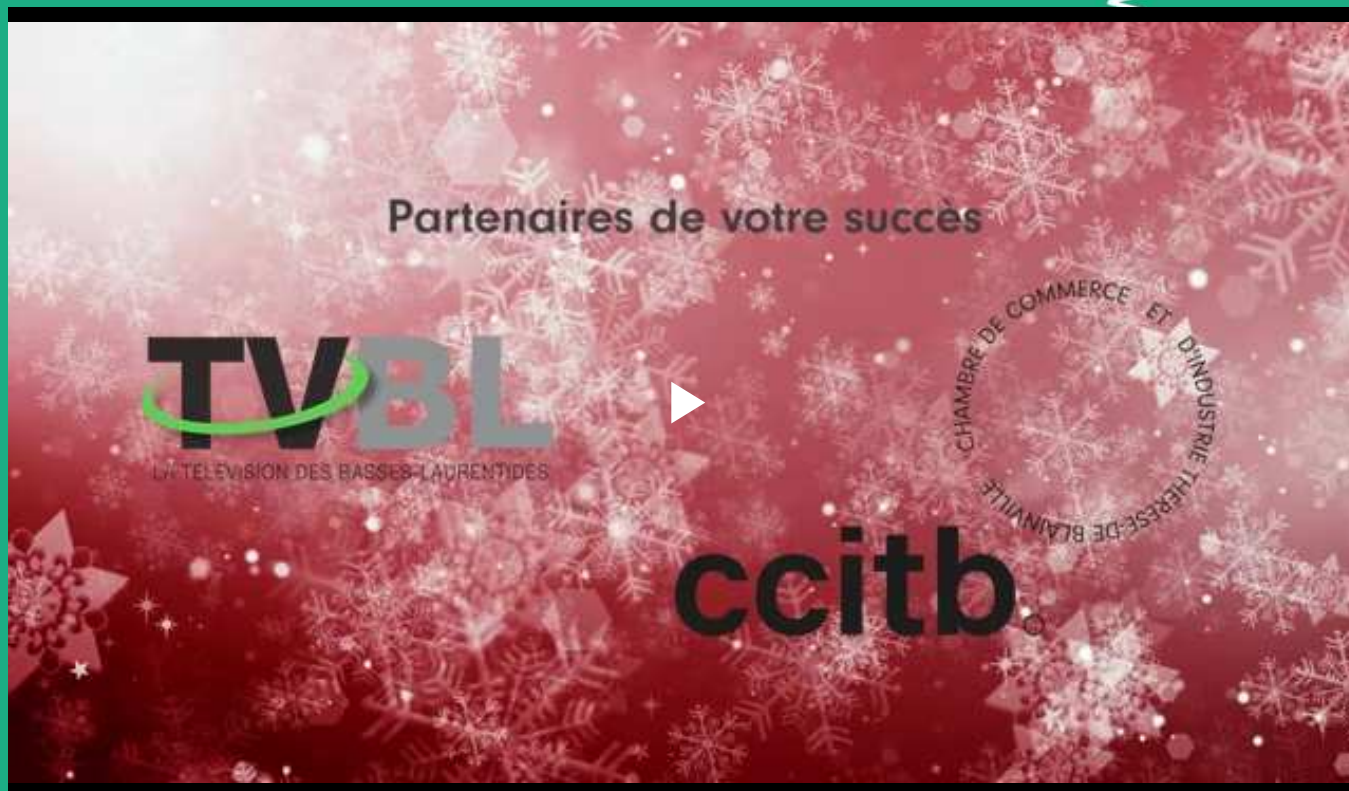 Partenaires de votre succès
TVBL
LA TÉLÉVISION DES BASSES-LAURENTIDES
CHAMBRE DE COMMERCE ET D'INDUSTRIE THÉRÈSE-DE BLAINVILLE
ccitb